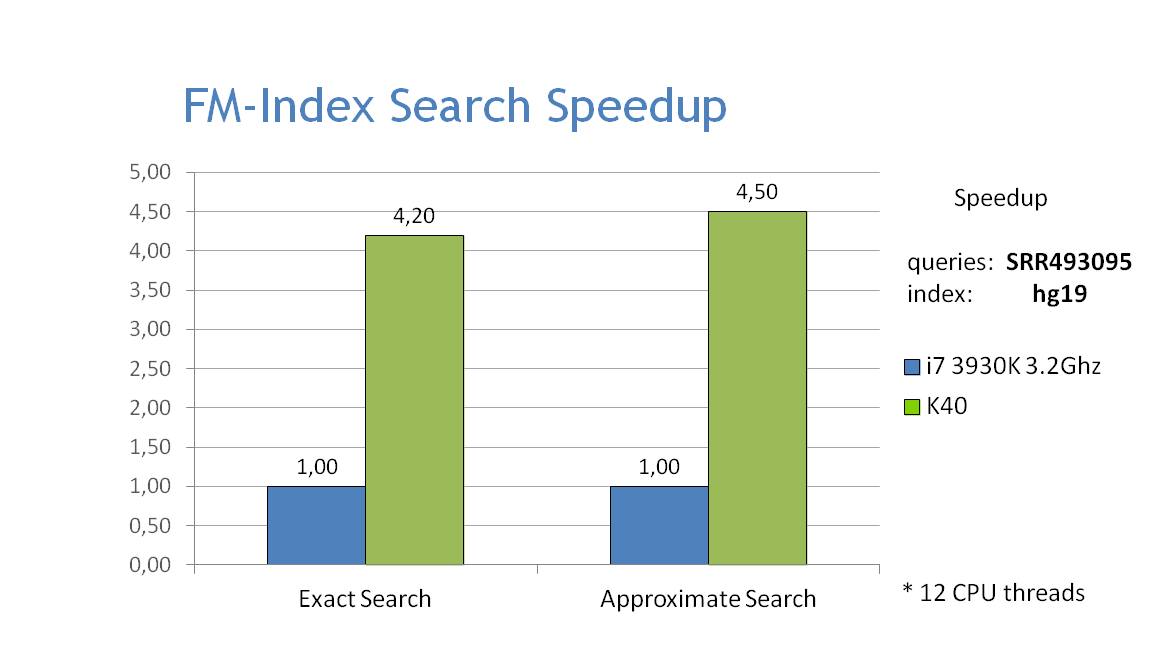 FM-Index Search Speedup
5,00
4,50
4,00
3,50
3,00
2,50
2,00
1,50
1,00
0,50
0,00
1,00
4,20
1,00
4,50
Exact Search
Approximate Search
Speedup
queries: SRR493095
index: hg19
i7 3930K 3.2Ghz
K40
* 12 CPU threads